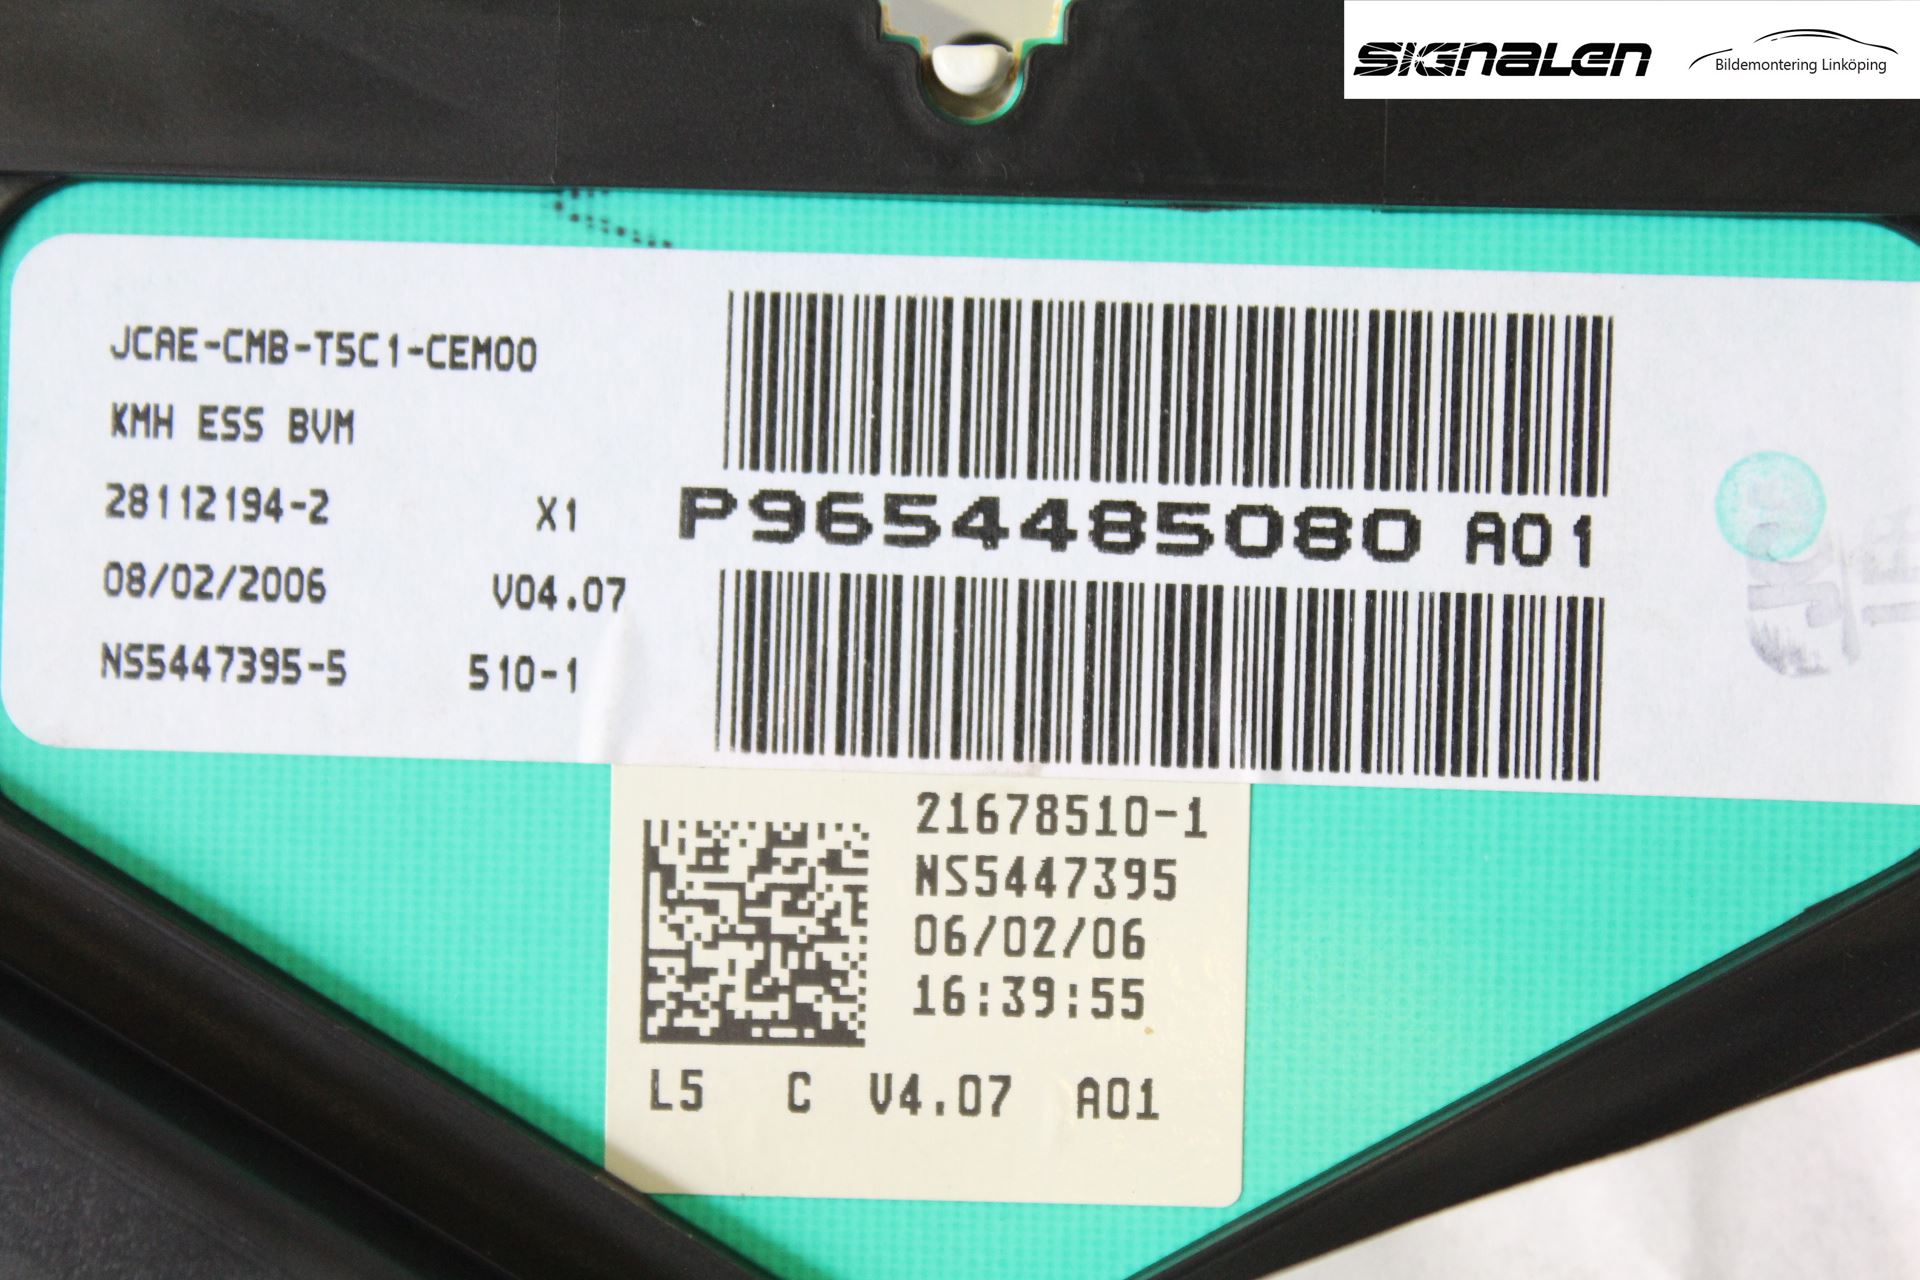 SIGNALEN
Bildemontering Linköping
JCAE-CMB-T5C1-CEM00
KMH ESS BVM
28112194-2 X1
P9654485080 A01
08/02/2006 V04.07
NS5447395-5 510-1
21678510-1
NS5447395
06/02/06
16:39:55
L5 C V4.07 A01